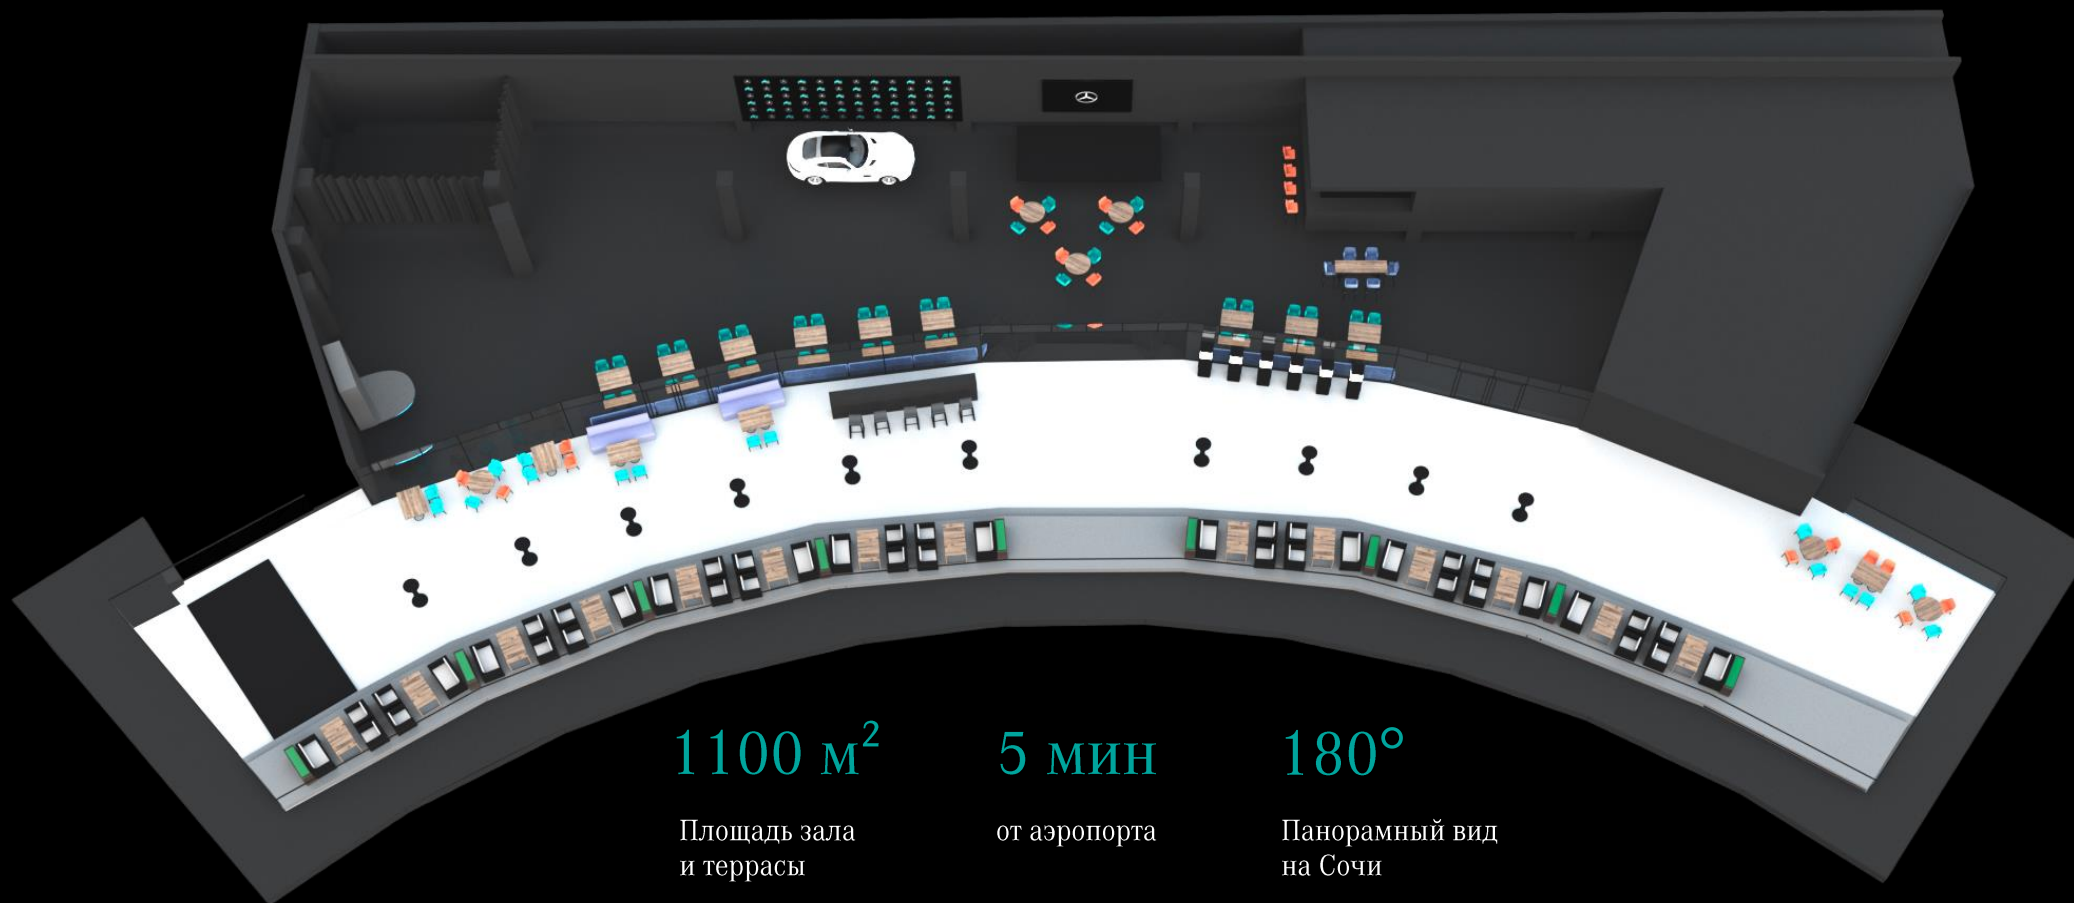 1100 м²
5 мин
180°
Площадь зала
и террасы
от аэропорта
Панорамный вид
на Сочи